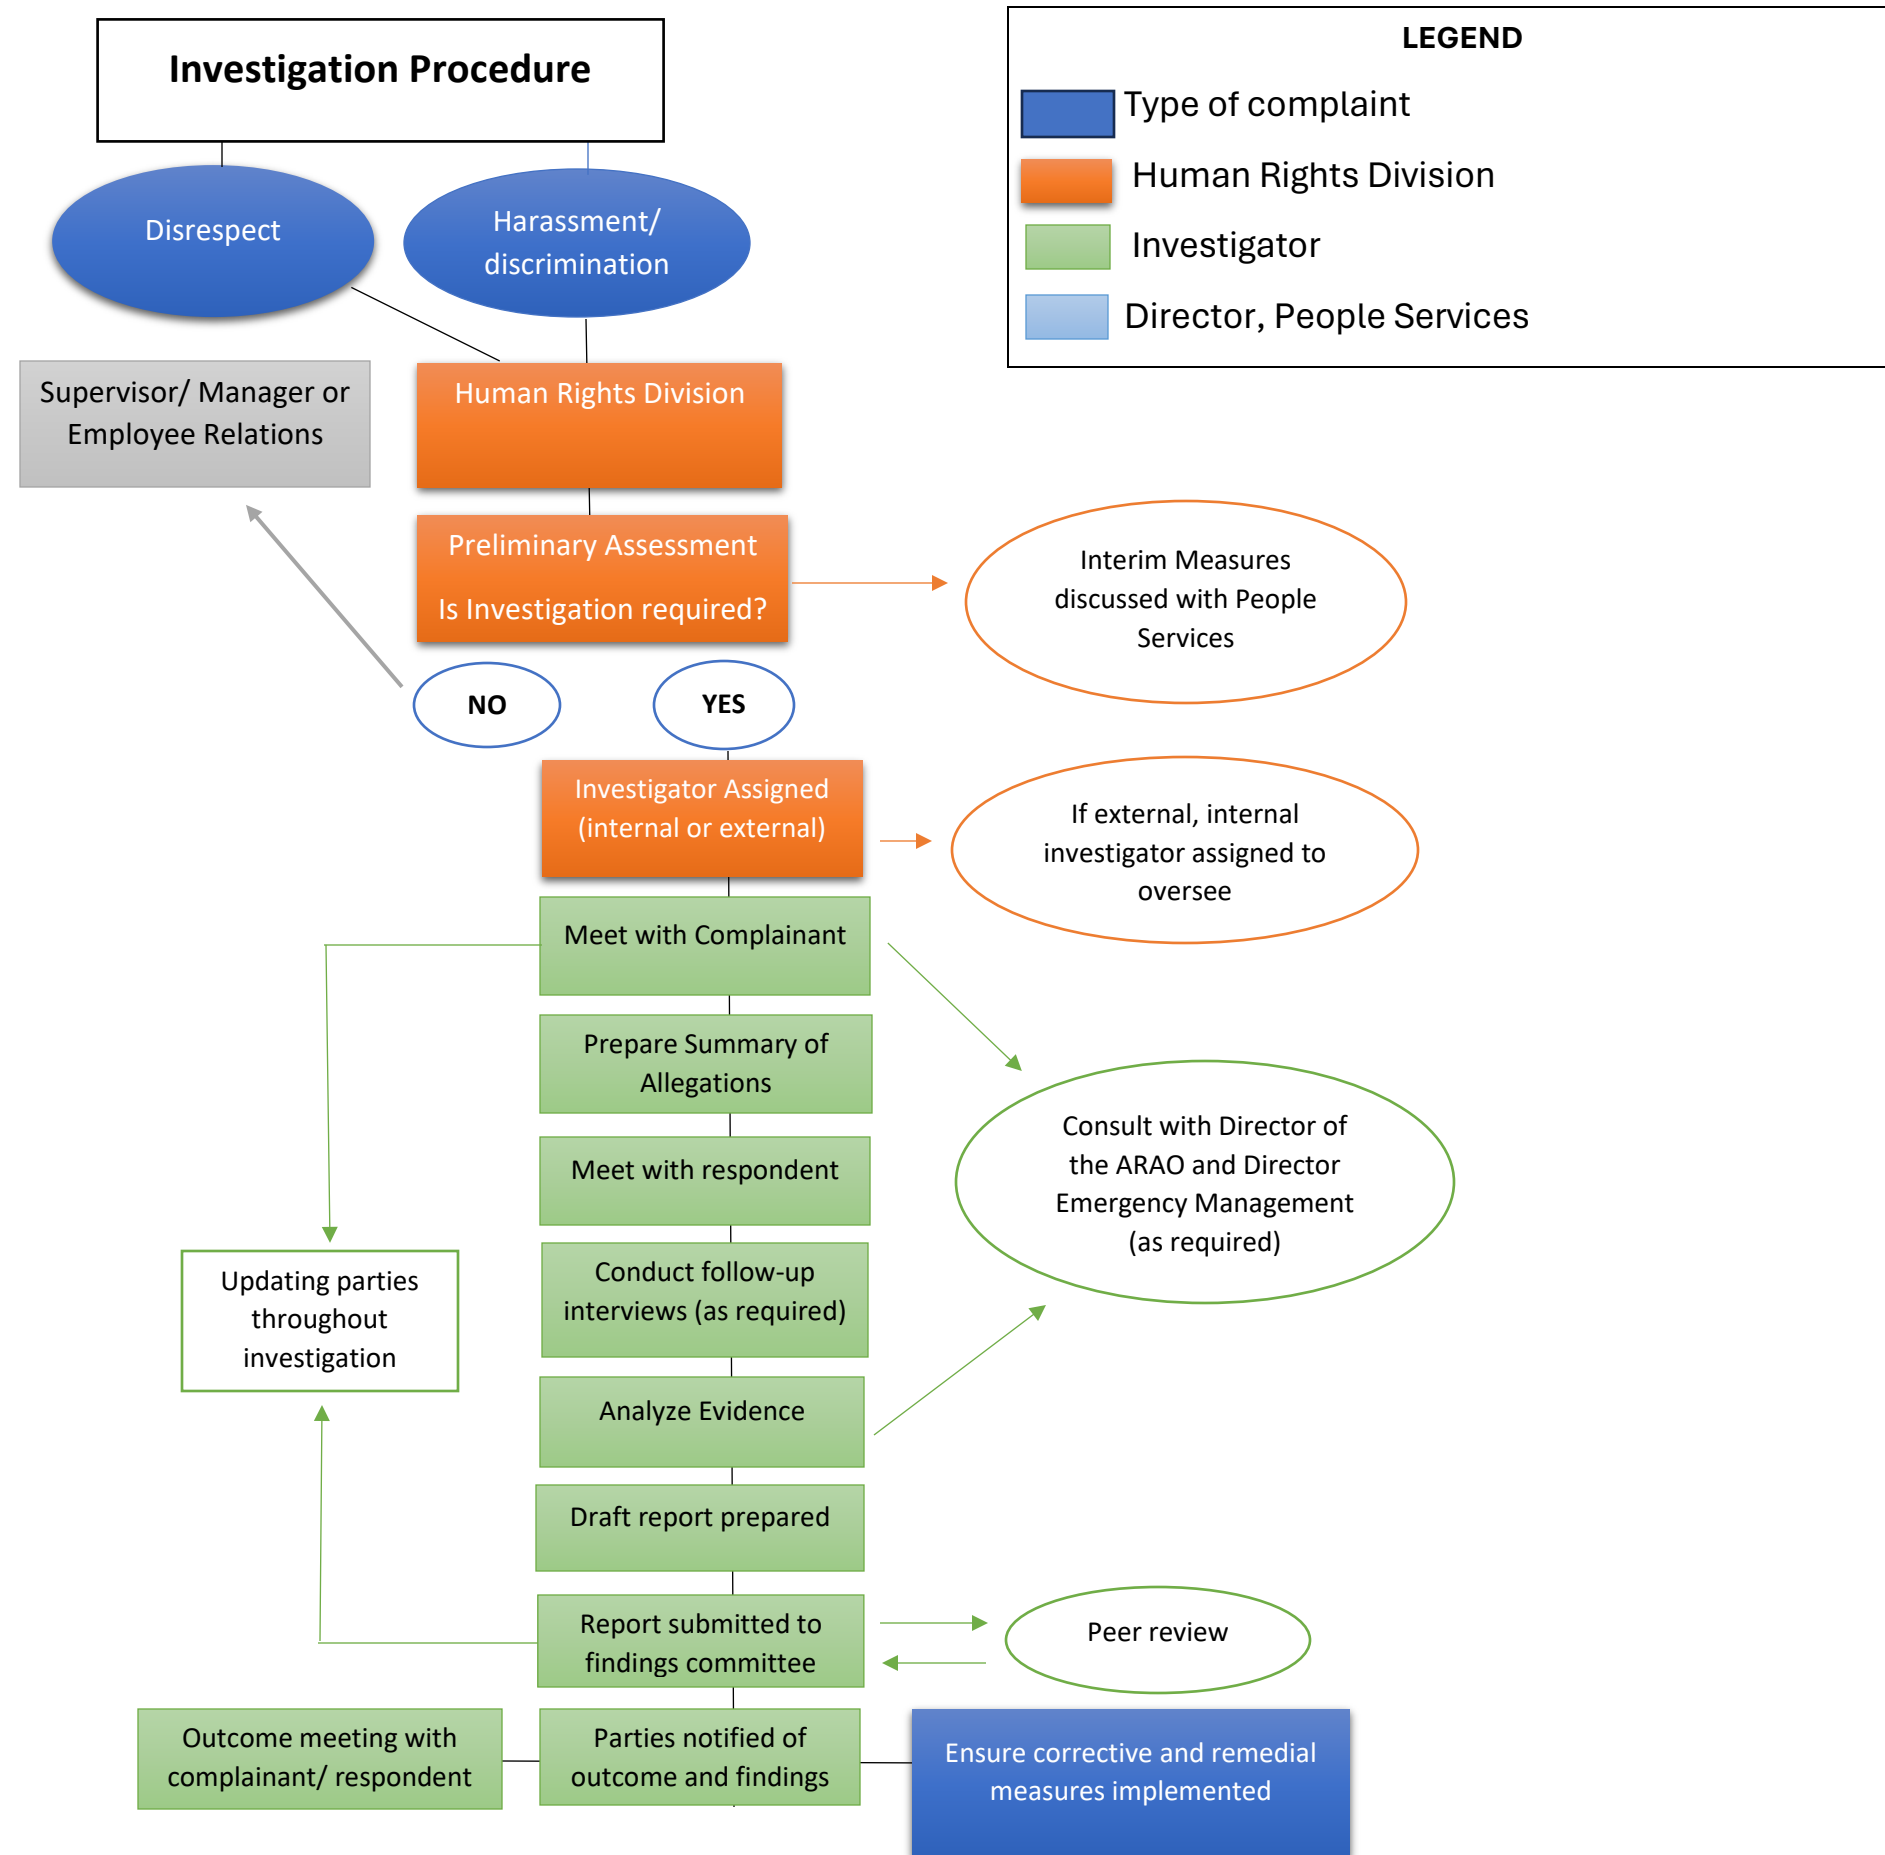 Investigation Procedure
LEGEND
Type of complaint
Human Rights Division
Investigator
Director, People Services
Disrespect
Harassment/
discrimination
Supervisor/ Manager or
Employee Relations
Human Rights Division
Preliminary Assessment
Is Investigation required?
Interim Measures
discussed with People
Services
NO
YES
Investigator Assigned
(internal or external)
If external, internal
investigator assigned to
oversee
Meet with Complainant
Prepare Summary of
Allegations
Meet with respondent
Consult with Director of
the ARAO and Director
Emergency Management
(as required)
Conduct follow-up
interviews (as required)
Updating parties
throughout
investigation
Analyze Evidence
Draft report prepared
Report submitted to
findings committee
Peer review
Outcome meeting with
complainant/ respondent
Parties notified of
outcome and findings
Ensure corrective and remedial
measures implemented